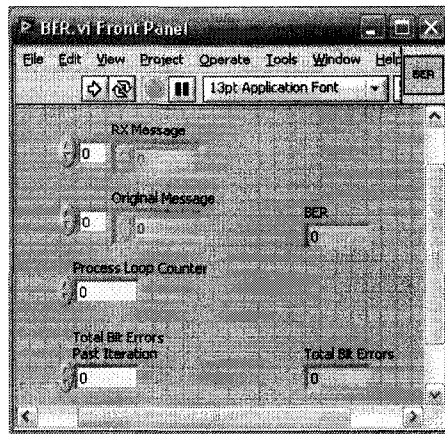 BER.vi Front Panel
File Edit View Project Operate Tools Window Help
13pt Application Font
BER
RX Message
0 0
Original Message
0 0
BER
0
Process Loop Counter
0
Total Bit Errors
Past Iteration
0
Total Bit Errors
0